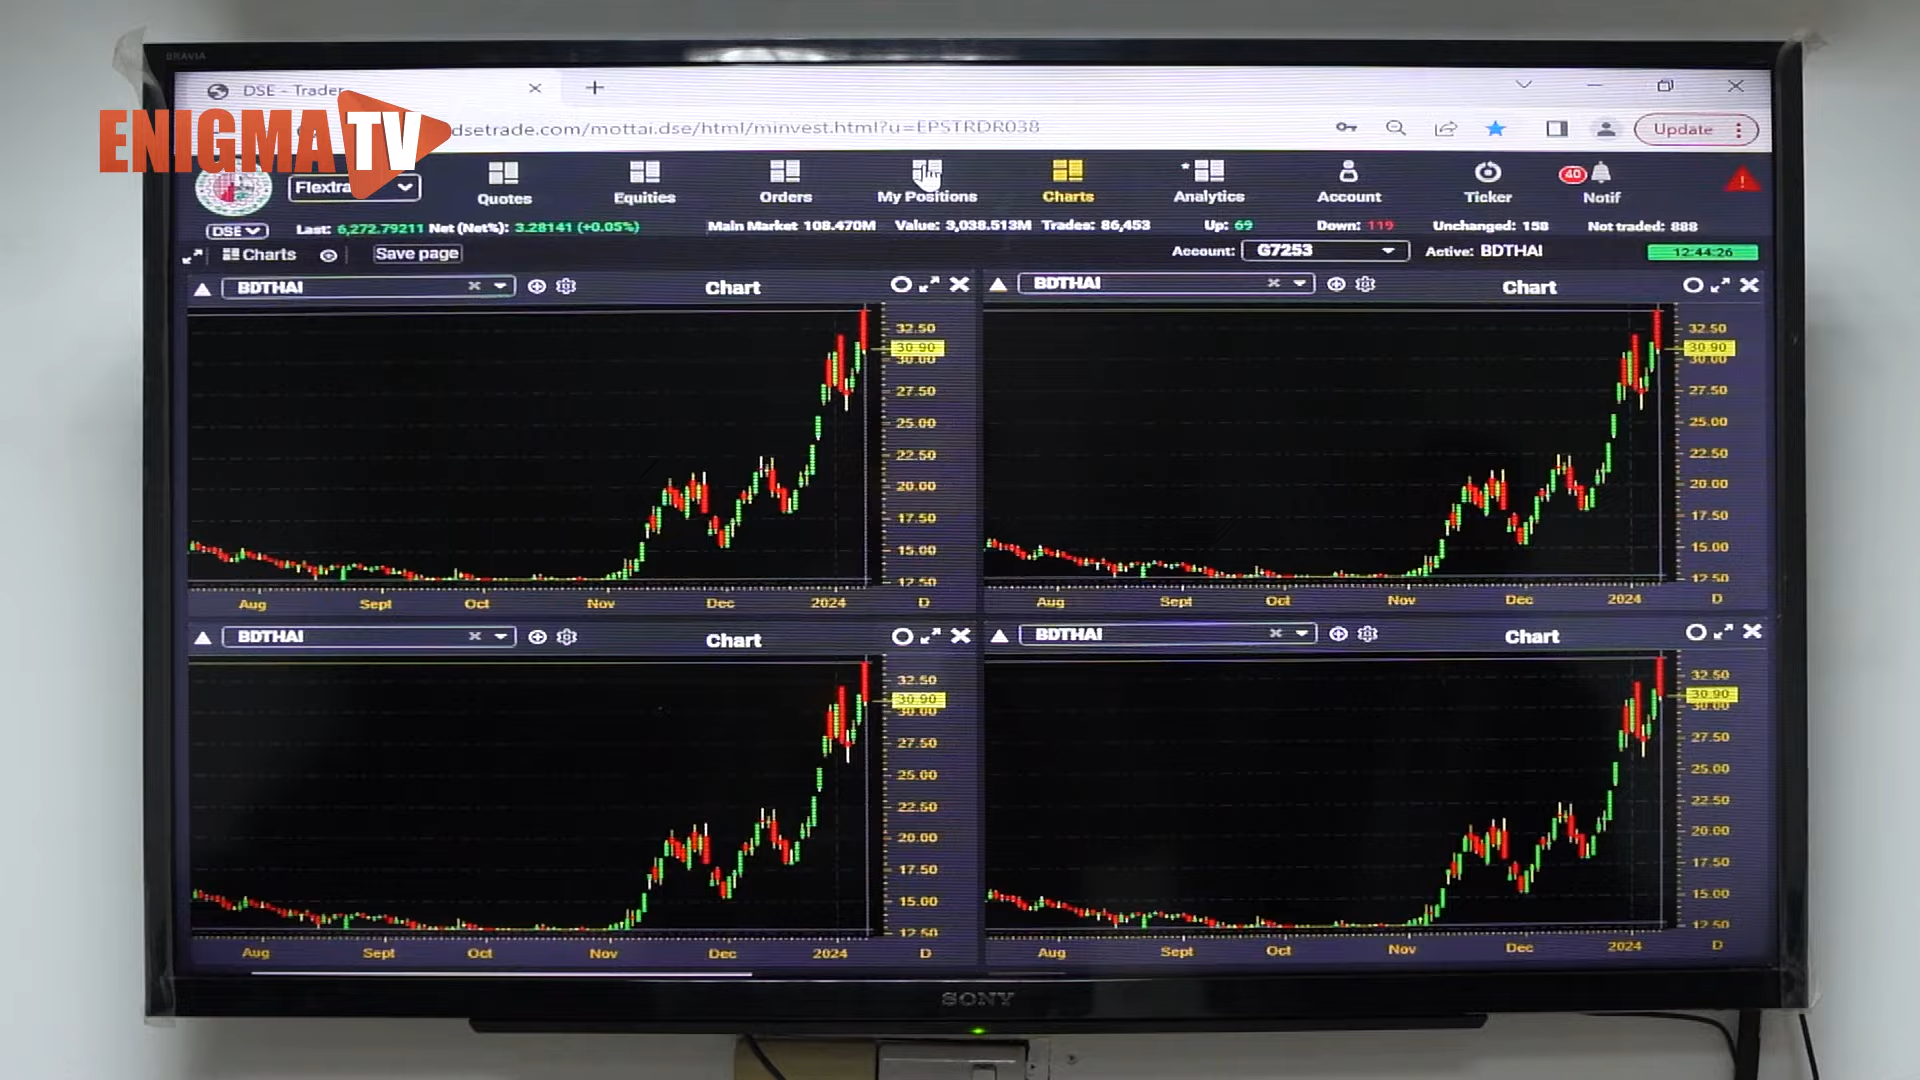 BRAVIA
DSE - Trader
ENIGMA TV
dsetrade.com/mottai.dse/html/minvest.html?u=EPSTRDR038
Update
Flextra
Quotes
Equities
Orders
My Positions
Charts
Analytics
Account
Ticker
40
Notif
DSE
Last: 6,272.79211 Net (Net%): 3.28141 (+0.05%)
Main Market 108.470M Value: 3,038.513M Trades: 86,453
Up: 69
Down: 119
Unchanged: 158
Not traded: 888
Charts
Save page
Account: G7253
Active: BDTHAI
12:44:26
BDTHAI
Chart
32.50
30.90
30.00
27.50
25.00
22.50
20.00
17.50
15.00
12.50
Aug Sept Oct Nov Dec 2024 D
BDTHAI
Chart
32.50
30.90
30.00
27.50
25.00
22.50
20.00
17.50
15.00
12.50
Aug Sept Oct Nov Dec 2024 D
BDTHAI
Chart
32.50
30.90
30.00
27.50
25.00
22.50
20.00
17.50
15.00
12.50
Aug Sept Oct Nov Dec 2024 D
BDTHAI
Chart
32.50
30.90
30.00
27.50
25.00
22.50
20.00
17.50
15.00
12.50
Aug Sept Oct Nov Dec 2024 D
SONY